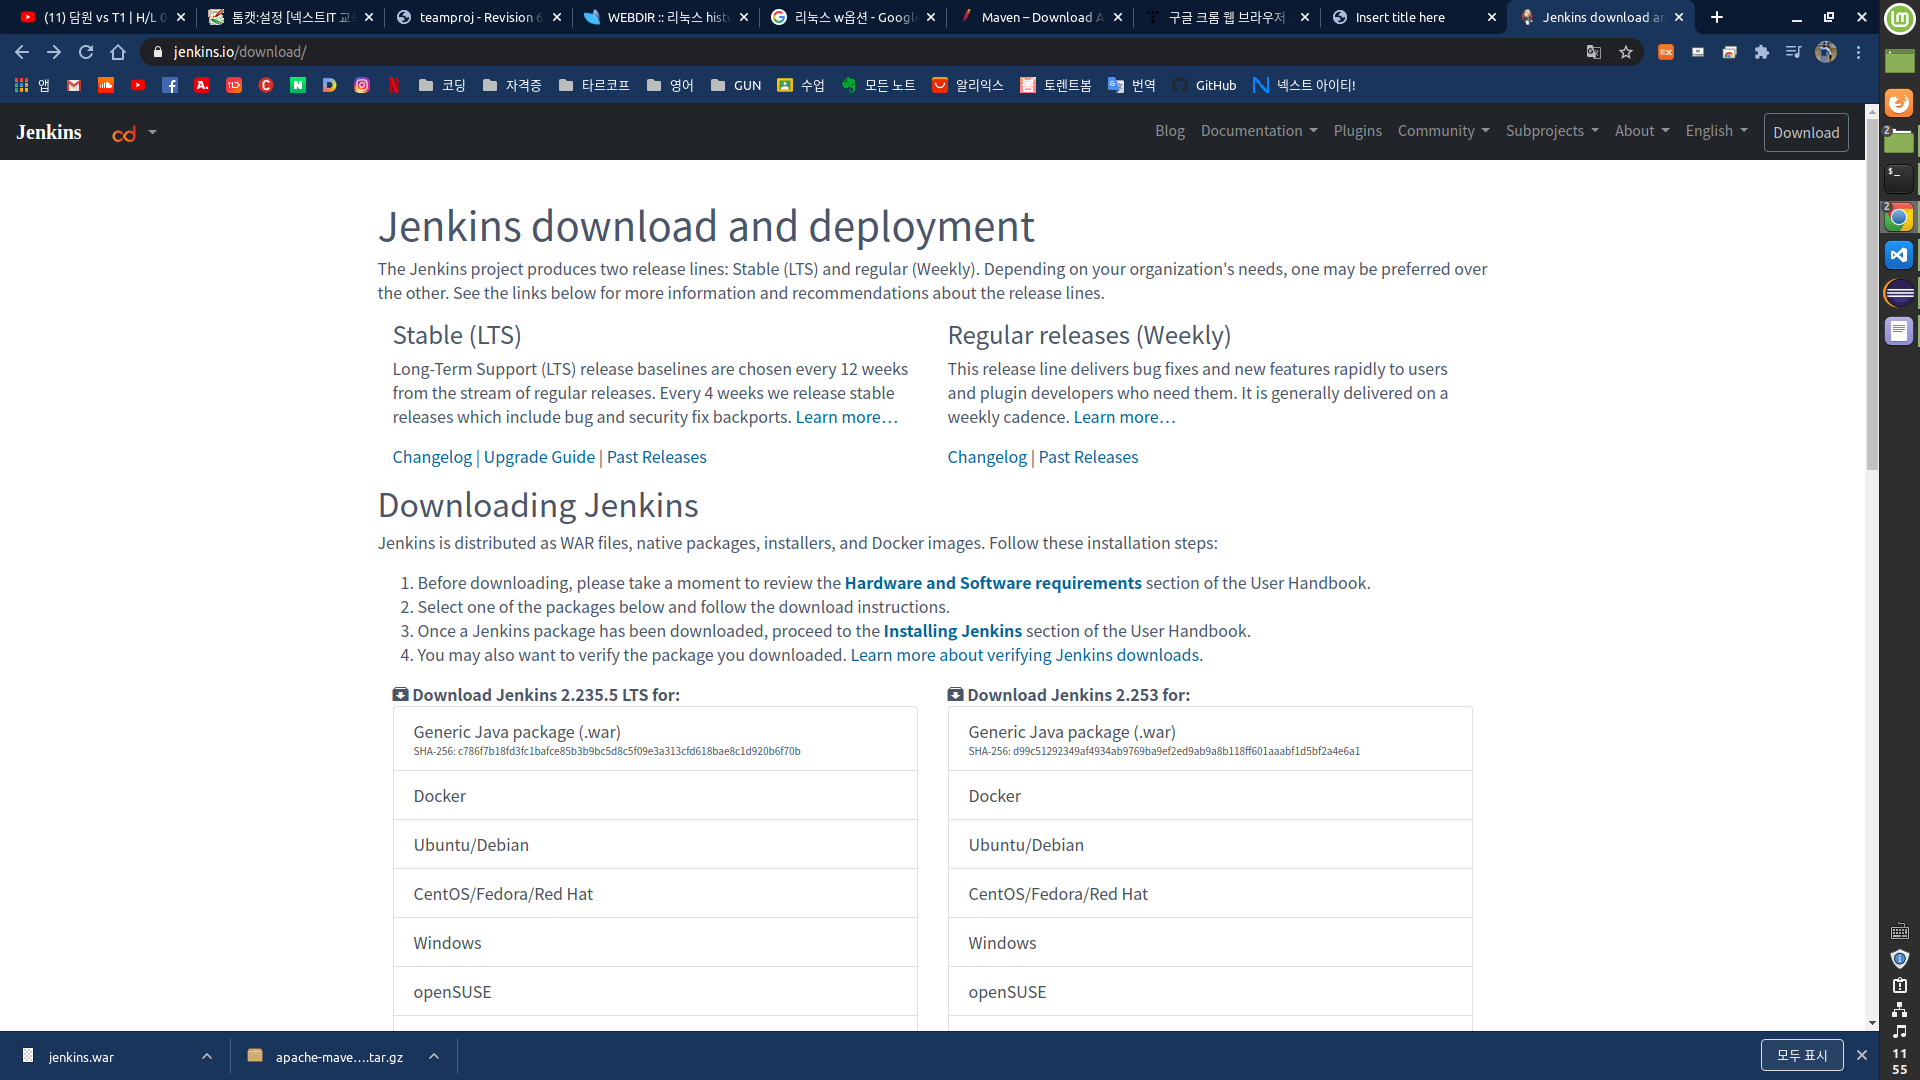 (11) 담원 vs T1 | H/L 0
톰캣:설정 [넥스트IT 교
teamproj - Revision 6
WEBDIR :: 리눅스 hist
리눅스 w옵션 - Google
Maven – Download A
구글 크롬 웹 브라우저
Insert title here
Jenkins download an
jenkins.io/download/
앱
코딩
자격증
타르코프
영어
GUN
수업
모든 노트
알리익스
토렌트봄
번역
GitHub
넥스트 아이티!
Jenkins
cd
Blog
Documentation
Plugins
Community
Subprojects
About
English
Download
Jenkins download and deployment
The Jenkins project produces two release lines: Stable (LTS) and regular (Weekly). Depending on your organization's needs, one may be preferred over
the other. See the links below for more information and recommendations about the release lines.
Stable (LTS)
Long-Term Support (LTS) release baselines are chosen every 12 weeks
from the stream of regular releases. Every 4 weeks we release stable
releases which include bug and security fix backports. Learn more…
Changelog | Upgrade Guide | Past Releases
Regular releases (Weekly)
This release line delivers bug fixes and new features rapidly to users
and plugin developers who need them. It is generally delivered on a
weekly cadence. Learn more…
Changelog | Past Releases
Downloading Jenkins
Jenkins is distributed as WAR files, native packages, installers, and Docker images. Follow these installation steps:
1. Before downloading, please take a moment to review the Hardware and Software requirements section of the User Handbook.
2. Select one of the packages below and follow the download instructions.
3. Once a Jenkins package has been downloaded, proceed to the Installing Jenkins section of the User Handbook.
4. You may also want to verify the package you downloaded. Learn more about verifying Jenkins downloads.
Download Jenkins 2.235.5 LTS for:
Generic Java package (.war)
SHA-256: c786f7b18fd3fc1bafce85b3b9bc5d8c5f09e3a313cfd618bae8c1d920b6f70b
Docker
Ubuntu/Debian
CentOS/Fedora/Red Hat
Windows
openSUSE
Download Jenkins 2.253 for:
Generic Java package (.war)
SHA-256: d99c51292349af4934ab9769ba9ef2ed9ab9a8b118ff601aaabf1d5bf2a4e6a1
Docker
Ubuntu/Debian
CentOS/Fedora/Red Hat
Windows
openSUSE
jenkins.war
apache-mave....tar.gz
모두 표시
2
2
11
55